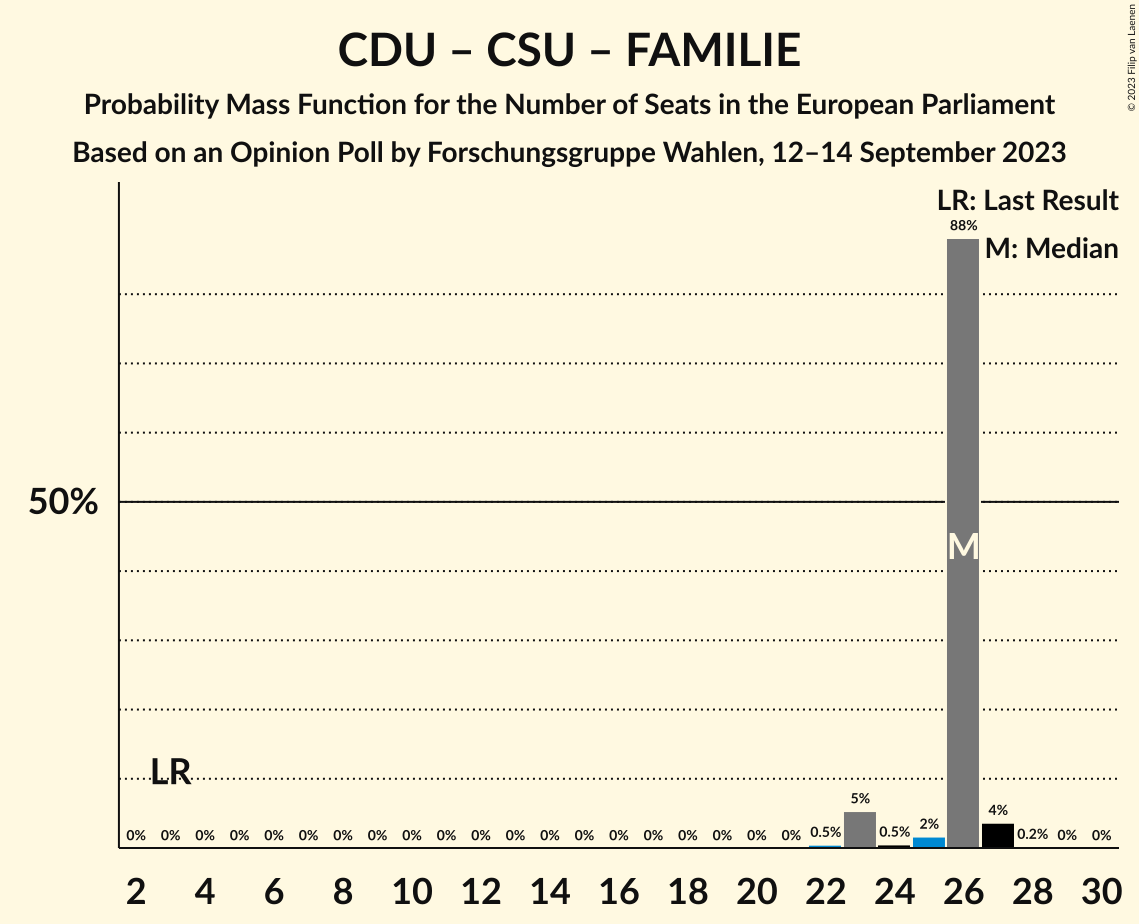 CDU – CSU – FAMILIE
Probability Mass Function for the Number of Seats in the European Parliament
Based on an Opinion Poll by Forschungsgruppe Wahlen, 12–14 September 2023
© 2023 Filip van Laenen
LR: Last Result
88%
M: Median
50%
M
LR
5%
4%
0% 0% 0% 0% 0% 0% 0% 0% 0% 0% 0% 0% 0% 0% 0% 0% 0% 0% 0% 0% 0.5% 0.5% 2% 0.2% 0% 0%
2 4 6 8 10 12 14 16 18 20 22 24 26 28 30